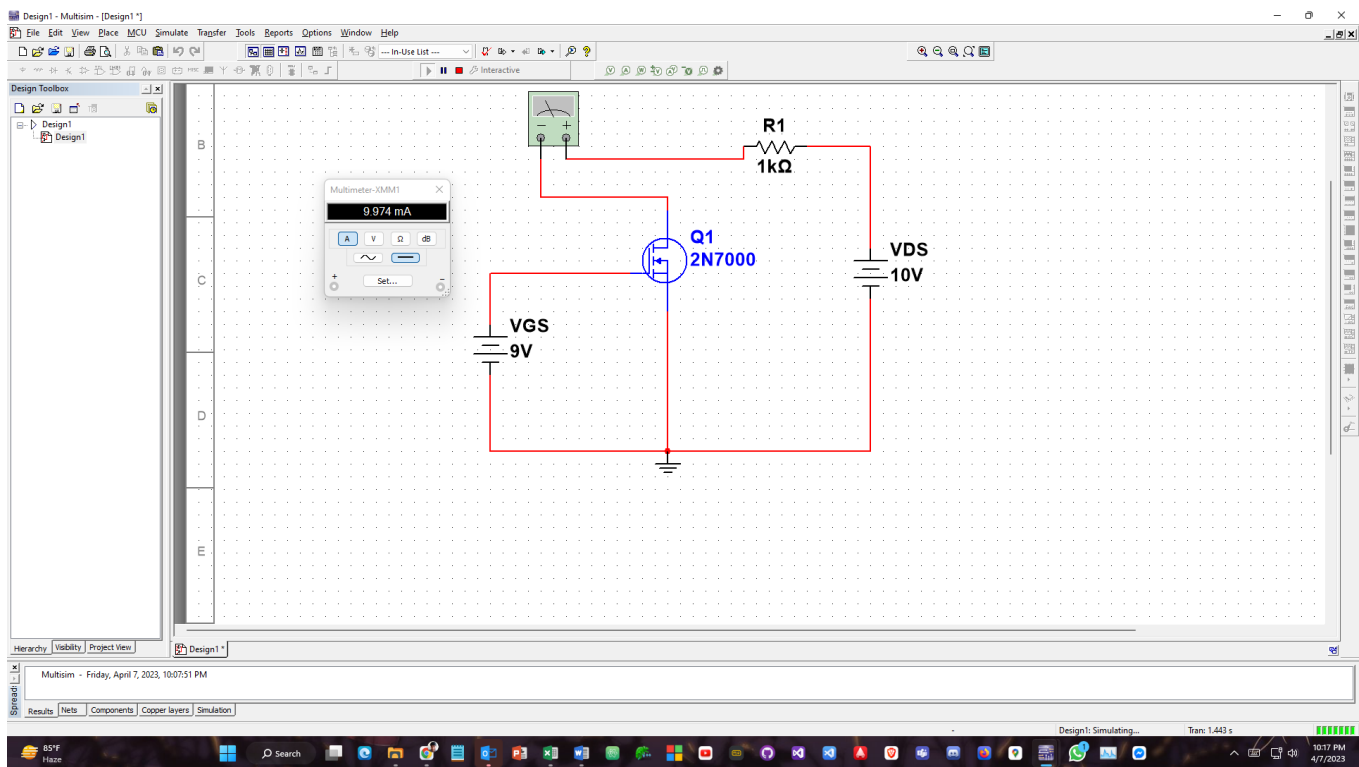 Design1 - Multisim - [Design1 *]
File Edit View Place MCU Simulate Transfer Tools Reports Options Window Help
--- In-Use List ---
Interactive
Design Toolbox
Design1
Design1
B
C
D
E
R1
1kΩ
Multimeter-XMM1
9.974 mA
A V Ω dB
+ Set... -
Q1
2N7000
VDS
10V
VGS
9V
Hierarchy Visibility Project View
Design1 *
Multisim - Friday, April 7, 2023, 10:07:51 PM
Results Nets Components Copper layers Simulation
Design1: Simulating... Tran: 1.443 s
85°F
Haze
Search
10:17 PM
4/7/2023